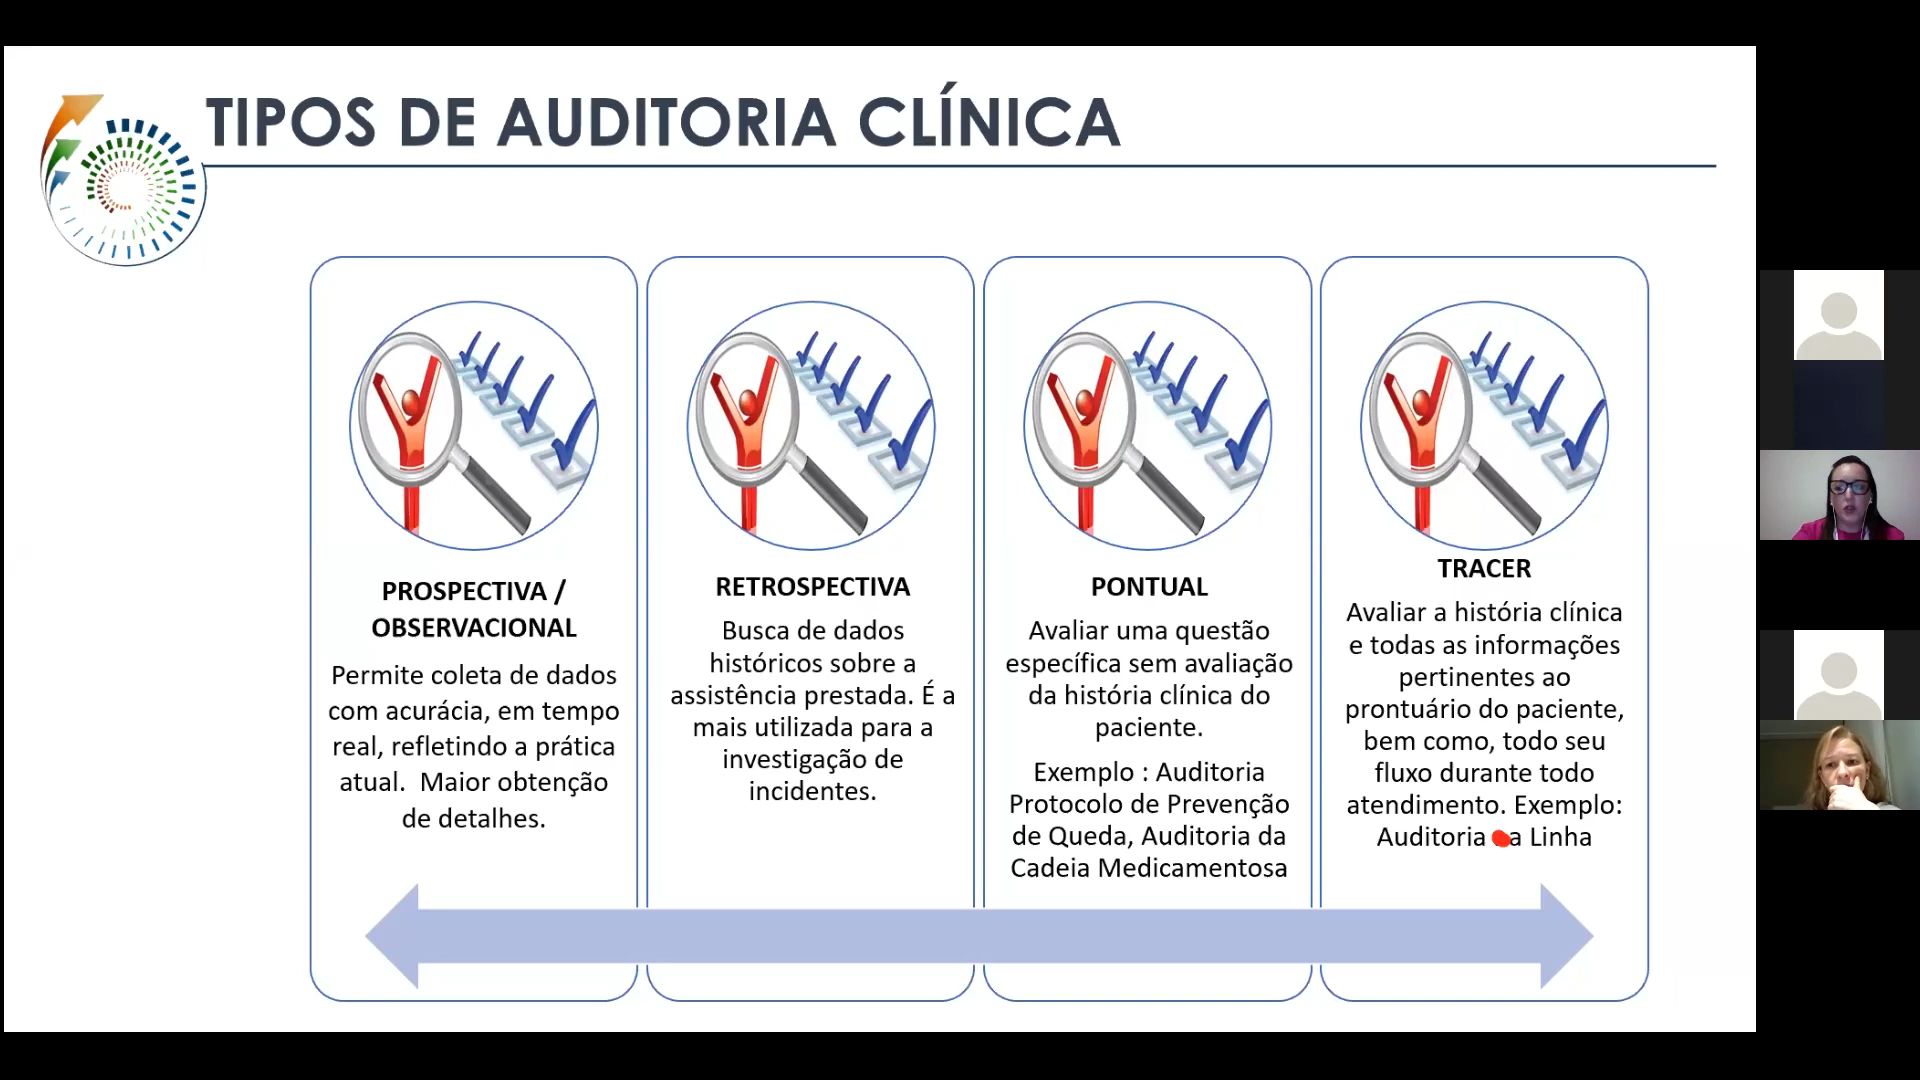 TIPOS DE AUDITORIA CLÍNICA
PROSPECTIVA /
OBSERVACIONAL
Permite coleta de dados
com acurácia, em tempo
real, refletindo a prática
atual.  Maior obtenção
de detalhes.
RETROSPECTIVA
Busca de dados
históricos sobre a
assistência prestada. É a
mais utilizada para a
investigação de
incidentes.
PONTUAL
Avaliar uma questão
específica sem avaliação
da história clínica do
paciente.
Exemplo : Auditoria
Protocolo de Prevenção
de Queda, Auditoria da
Cadeia Medicamentosa
TRACER
Avaliar a história clínica
e todas as informações
pertinentes ao
prontuário do paciente,
bem como, todo seu
fluxo durante todo
atendimento. Exemplo:
Auditoria Linha